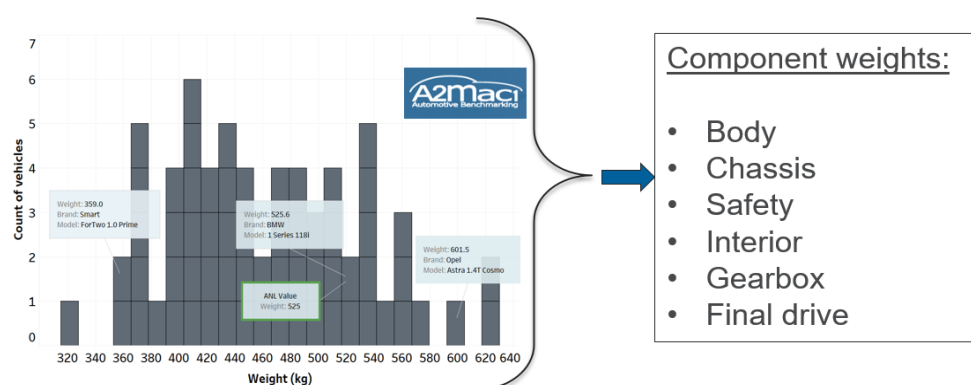 7
6
5
4
3
2
1
0
Count of vehicles
320 340 360 380 400 420 440 460 480 500 520 540 560 580 600 620 640
Weight (kg)
Weight: 359.0
Brand: Smart
Model: ForTwo 1.0 Prime
Weight: 525.6
Brand: BMW
Model: 1 Series 118i
ANL Value
Weight: 525
Weight: 601.5
Brand: Opel
Model: Astra 1.4T Cosmo
A2mac1
Automotive Benchmarking
Component weights:
• Body
• Chassis
• Safety
• Interior
• Gearbox
• Final drive